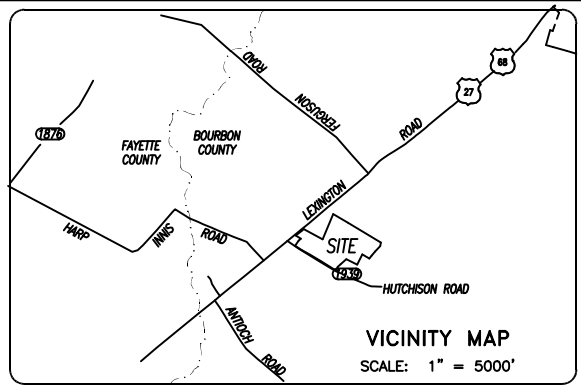 68
27
ROAD
FERGUSON
ROAD
1876
FAYETTE
COUNTY
BOURBON
COUNTY
LEXINGTON
HARP
INNIS
ROAD
SITE
1939
HUTCHISON ROAD
ANTIOCH
ROAD
VICINITY MAP
SCALE: 1" = 5000'